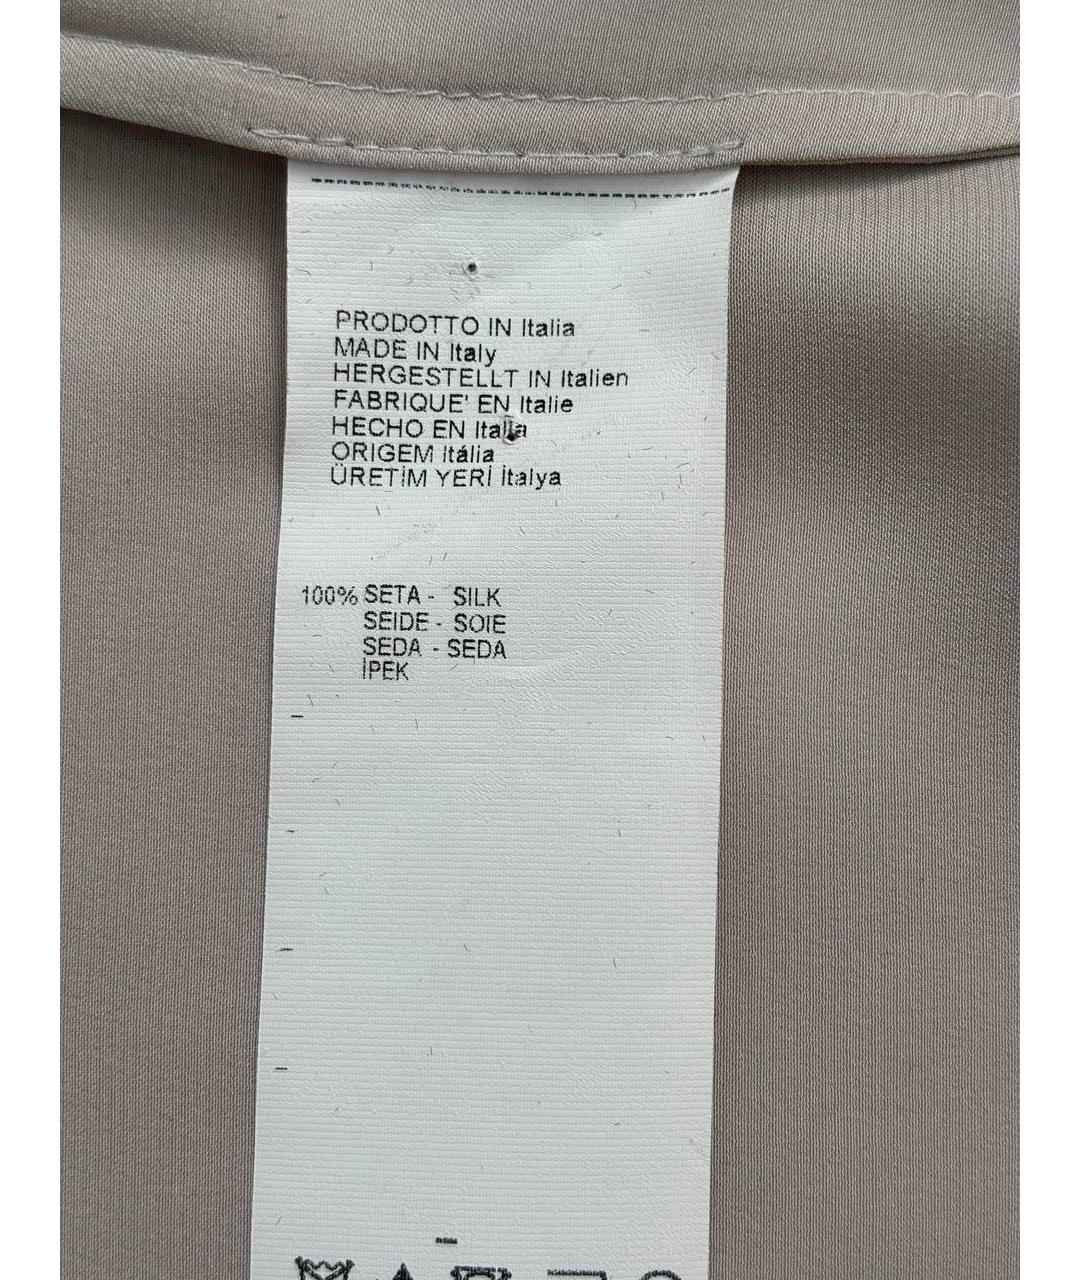 PRODOTTO IN Italia
MADE IN Italy
HERGESTELLT IN Italien
FABRIQUE' EN Italie
HECHO EN Italia
ORIGEM Itália
ÜRETİM YERİ İtalya
100% SETA - SILK
SEIDE - SOIE
SEDA - SEDA
İPEK